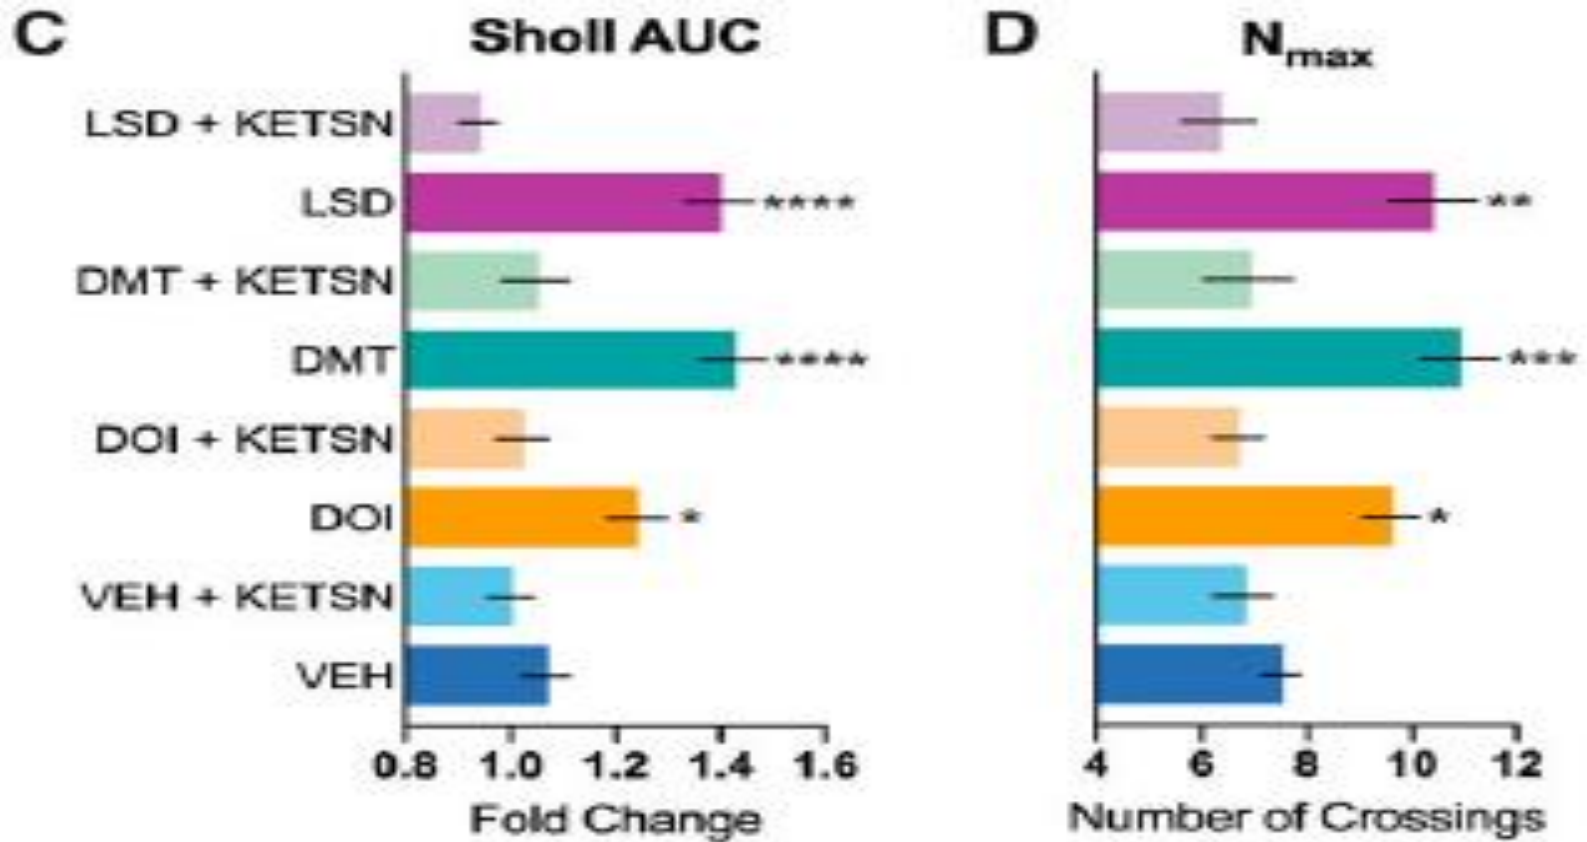 C Sholl AUC
LSD + KETSN
LSD ****
DMT + KETSN
DMT ****
DOI + KETSN
DOI *
VEH + KETSN
VEH
0.8 1.0 1.2 1.4 1.6
Fold Change
D Nmax
**
***
*
4 6 8 10 12
Number of Crossings